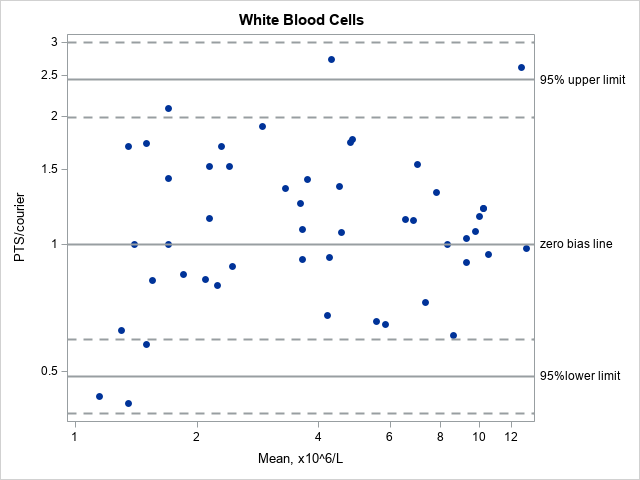 White Blood Cells
3
2.5
95% upper limit
2
1.5
PTS/courier
1
zero bias line
0.5
95%lower limit
1 2 4 6 8 10 12
Mean, x10^6/L